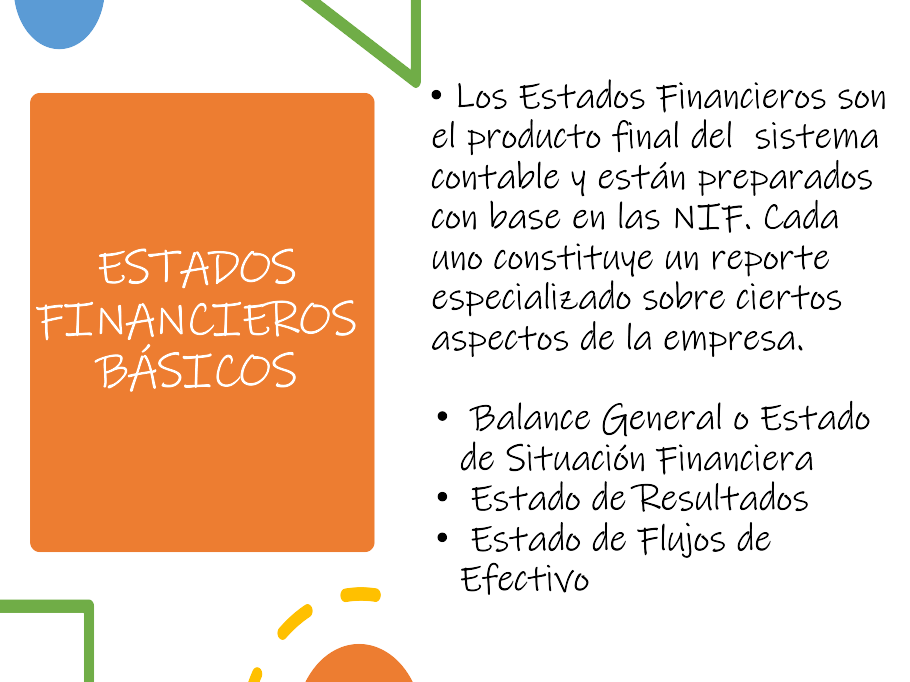 ESTADOS
FINANCIEROS
BÁSICOS
• Los Estados Financieros son
el producto final del sistema
contable y están preparados
con base en las NIF. Cada
uno constituye un reporte
especializado sobre ciertos
aspectos de la empresa.
• Balance General o Estado
de Situación Financiera
• Estado de Resultados
• Estado de Flujos de
Efectivo